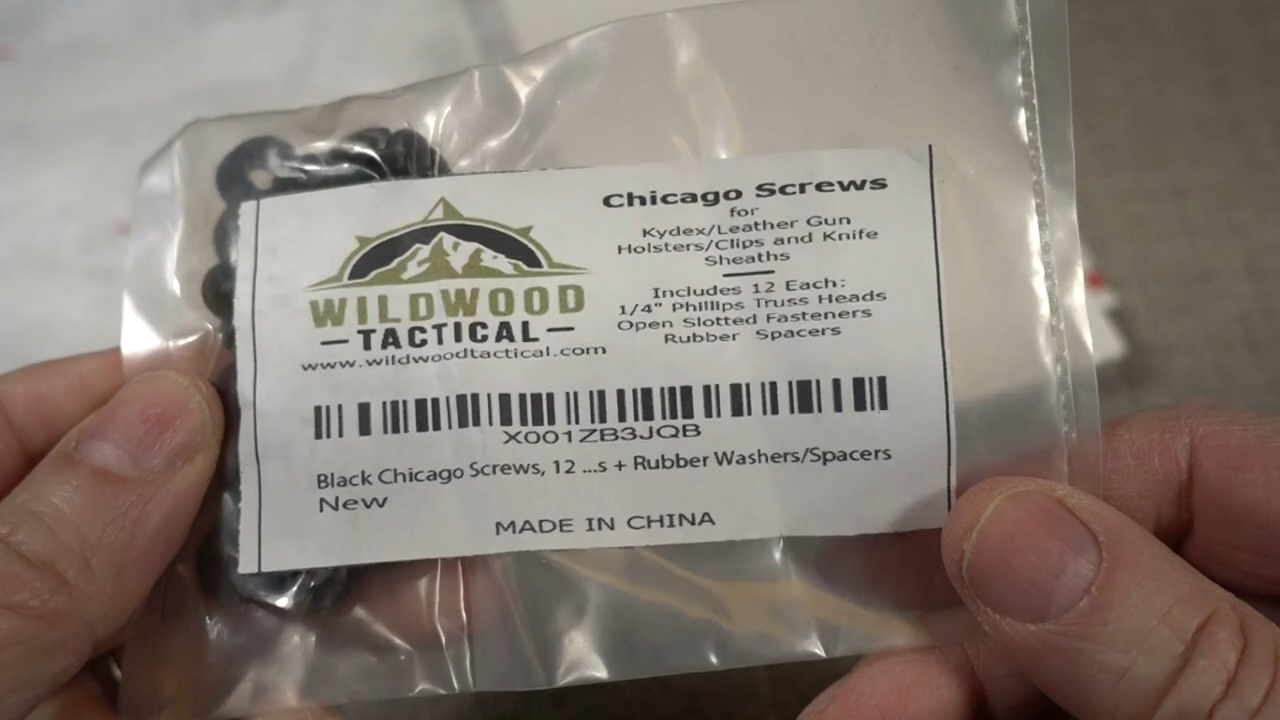 WILDWOOD
TACTICAL
www.wildwoodtactical.com
Chicago Screws
for
Kydex/Leather Gun
Holsters/Clips and Knife
Sheaths
Includes 12 Each:
1/4" Phillips Truss Heads
Open Slotted Fasteners
Rubber Spacers
X001ZB3JQB
Black Chicago Screws, 12 ...s + Rubber Washers/Spacers
New
MADE IN CHINA